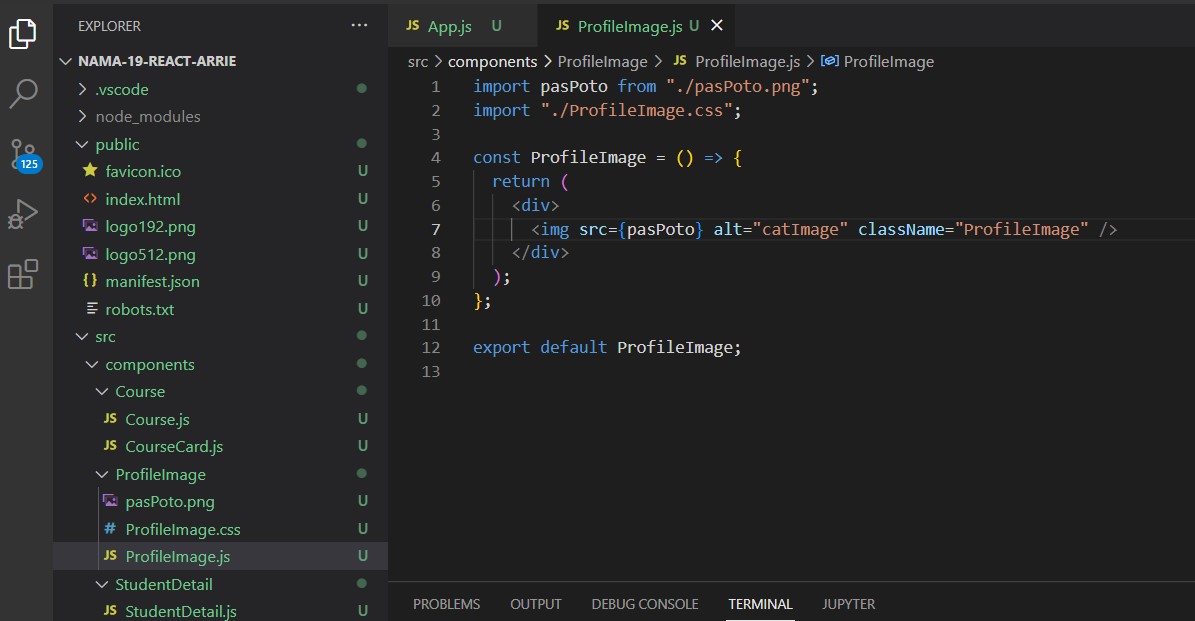 EXPLORER ...
NAMA-19-REACT-ARRIE
.vscode
node_modules
public
favicon.ico U
index.html U
logo192.png U
logo512.png U
manifest.json U
robots.txt U
src
components
Course
JS Course.js U
JS CourseCard.js U
ProfileImage
pasPoto.png U
# ProfileImage.css U
JS ProfileImage.js U
StudentDetail
JS StudentDetail.js U
125
JS App.js U
JS ProfileImage.js U
src > components > ProfileImage > JS ProfileImage.js > ProfileImage
1 import pasPoto from "./pasPoto.png";
2 import "./ProfileImage.css";
3
4 const ProfileImage = () => {
5 return (
6 <div>
7 <img src={pasPoto} alt="catImage" className="ProfileImage" />
8 </div>
9 );
10 };
11
12 export default ProfileImage;
13
PROBLEMS OUTPUT DEBUG CONSOLE TERMINAL JUPYTER